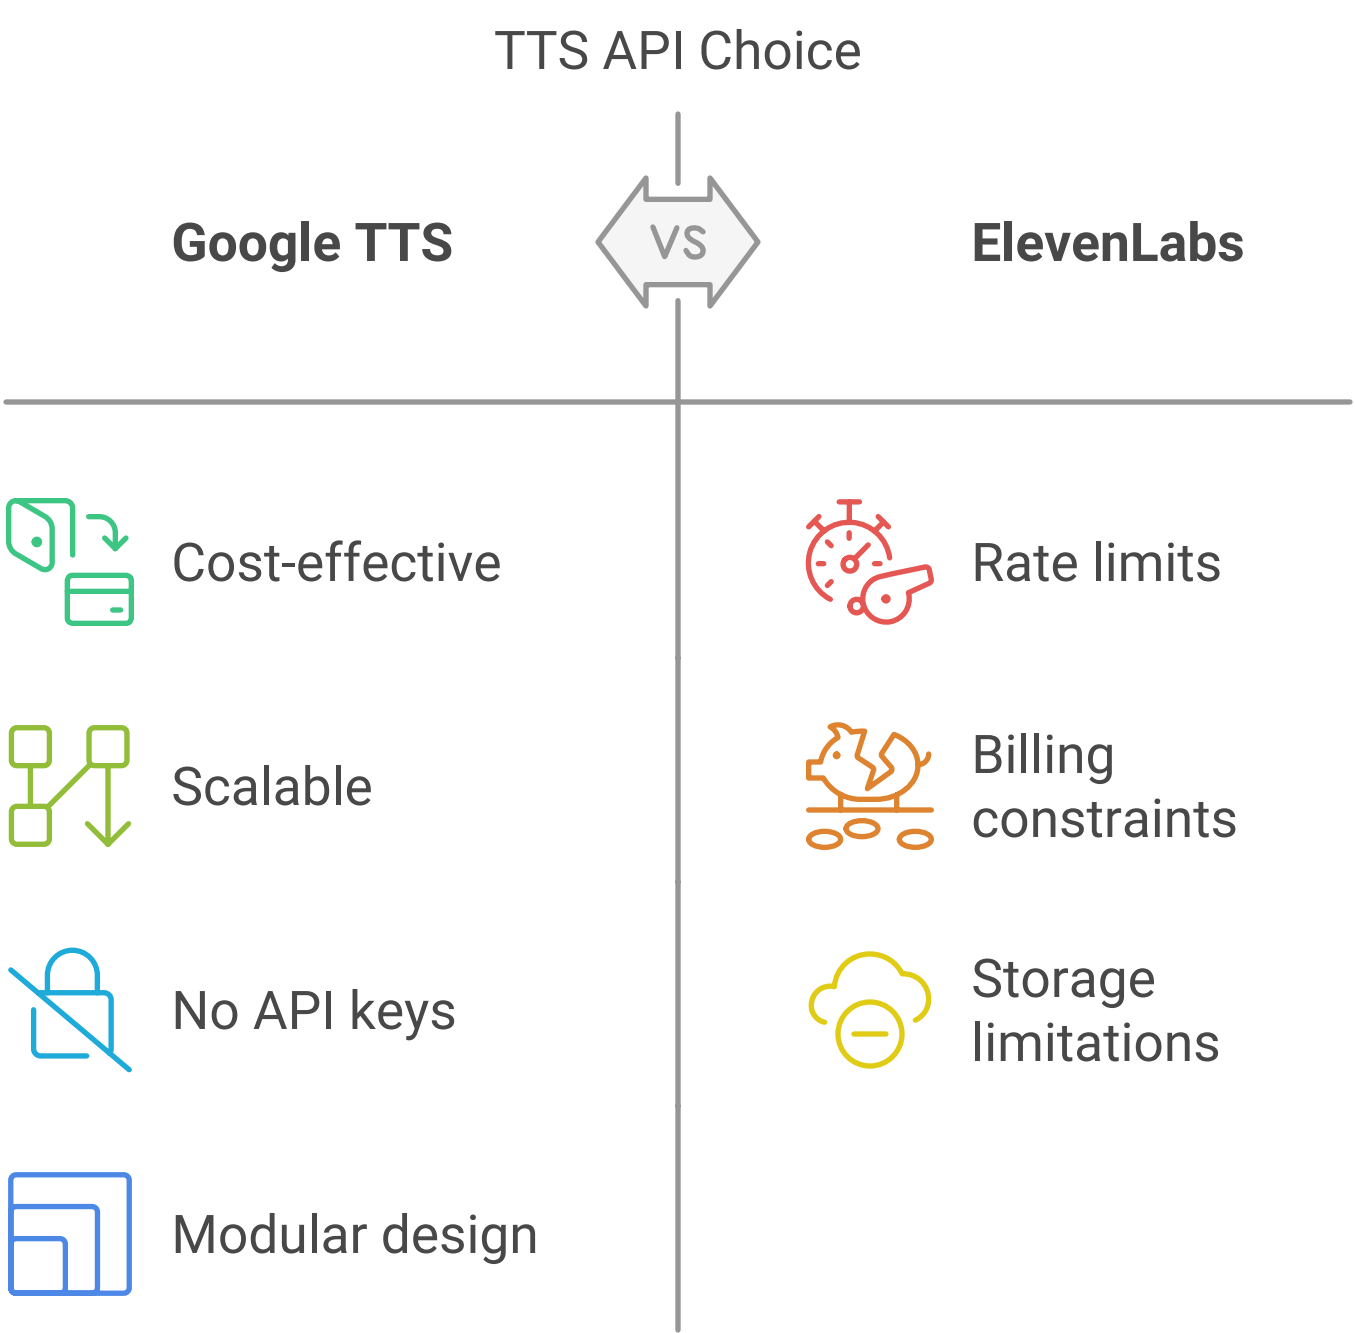 TTS API Choice
Google TTS
VS
ElevenLabs
Cost-effective
Rate limits
Scalable
Billing
constraints
No API keys
Storage
limitations
Modular design